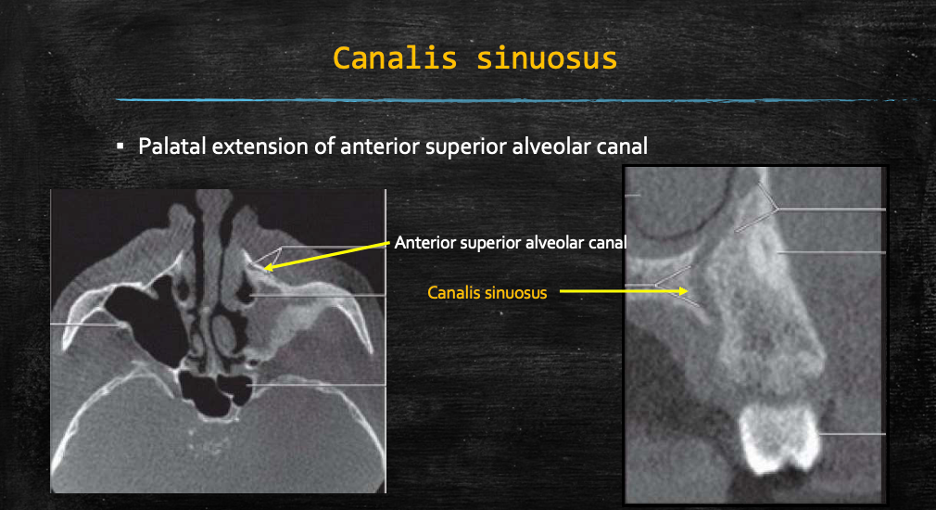 Canalis sinuosus
▪ Palatal extension of anterior superior alveolar canal
Anterior superior alveolar canal
Canalis sinuosus